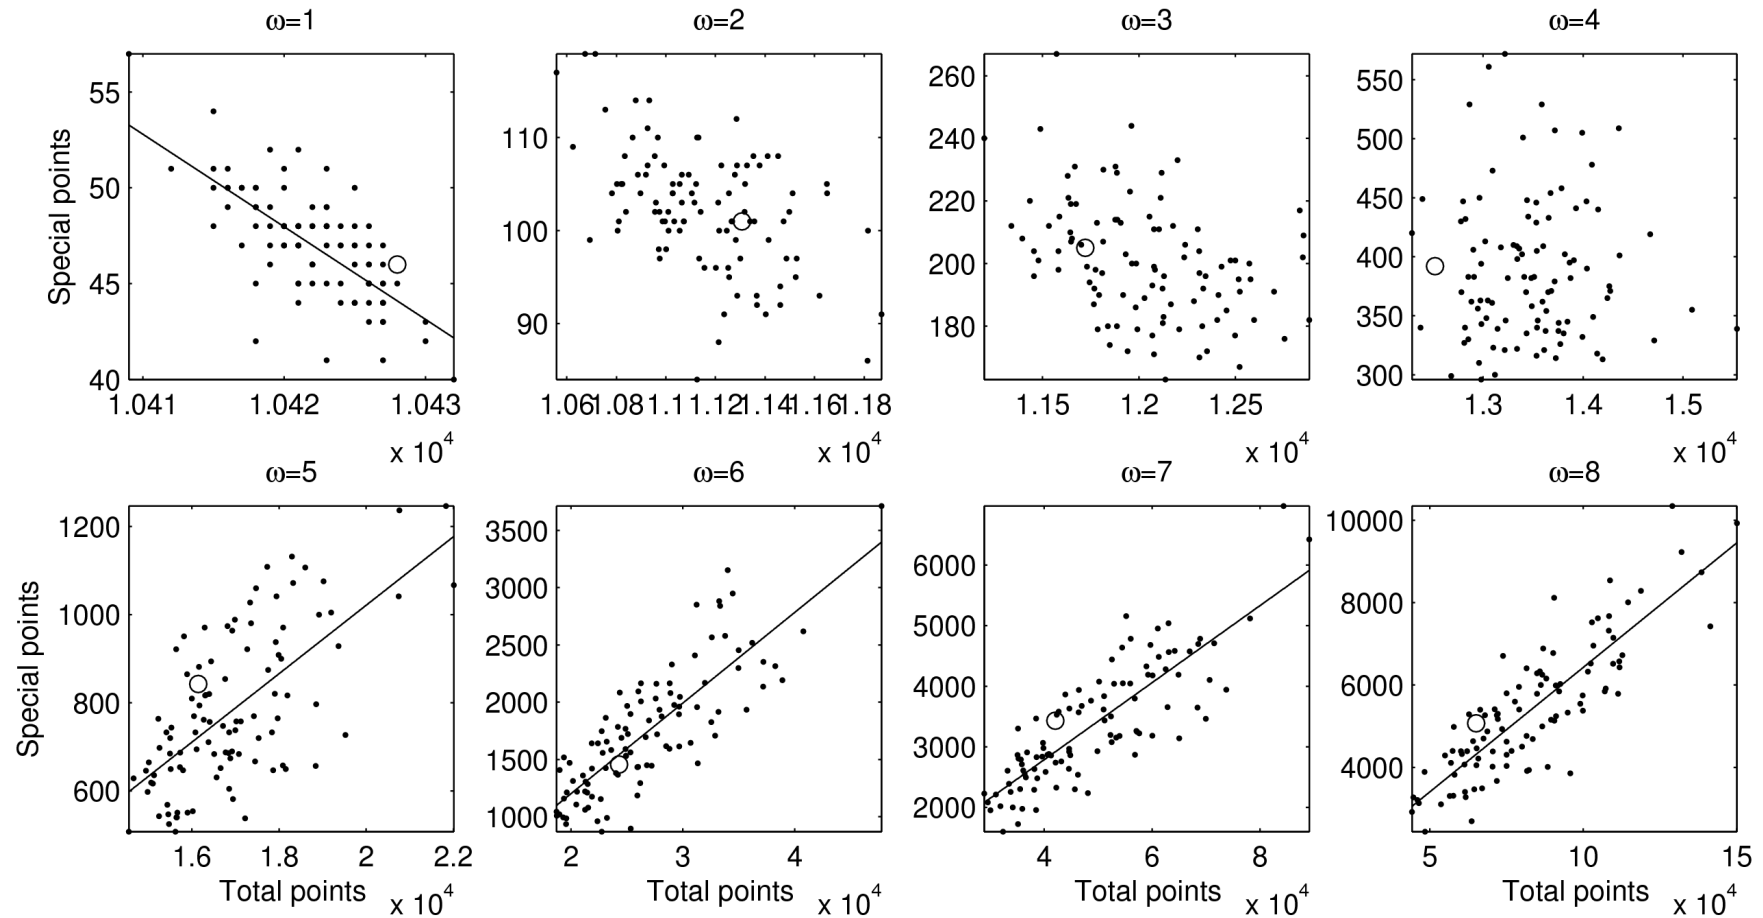 ω=1 ω=2 ω=3 ω=4
Special points
55
50
45
40
1.041 1.042 1.043
x 10^4
110
100
90
1.06 1.08 1.1 1.12 1.14 1.16 1.18
x 10^4
260
240
220
200
180
1.15 1.2 1.25
x 10^4
550
500
450
400
350
300
1.3 1.4 1.5
x 10^4
ω=5 ω=6 ω=7 ω=8
Special points
1200
1000
800
600
1.6 1.8 2 2.2
Total points x 10^4
3500
3000
2500
2000
1500
1000
2 3 4
Total points x 10^4
6000
5000
4000
3000
2000
4 6 8
Total points x 10^4
10000
8000
6000
4000
5 10 15
Total points x 10^4